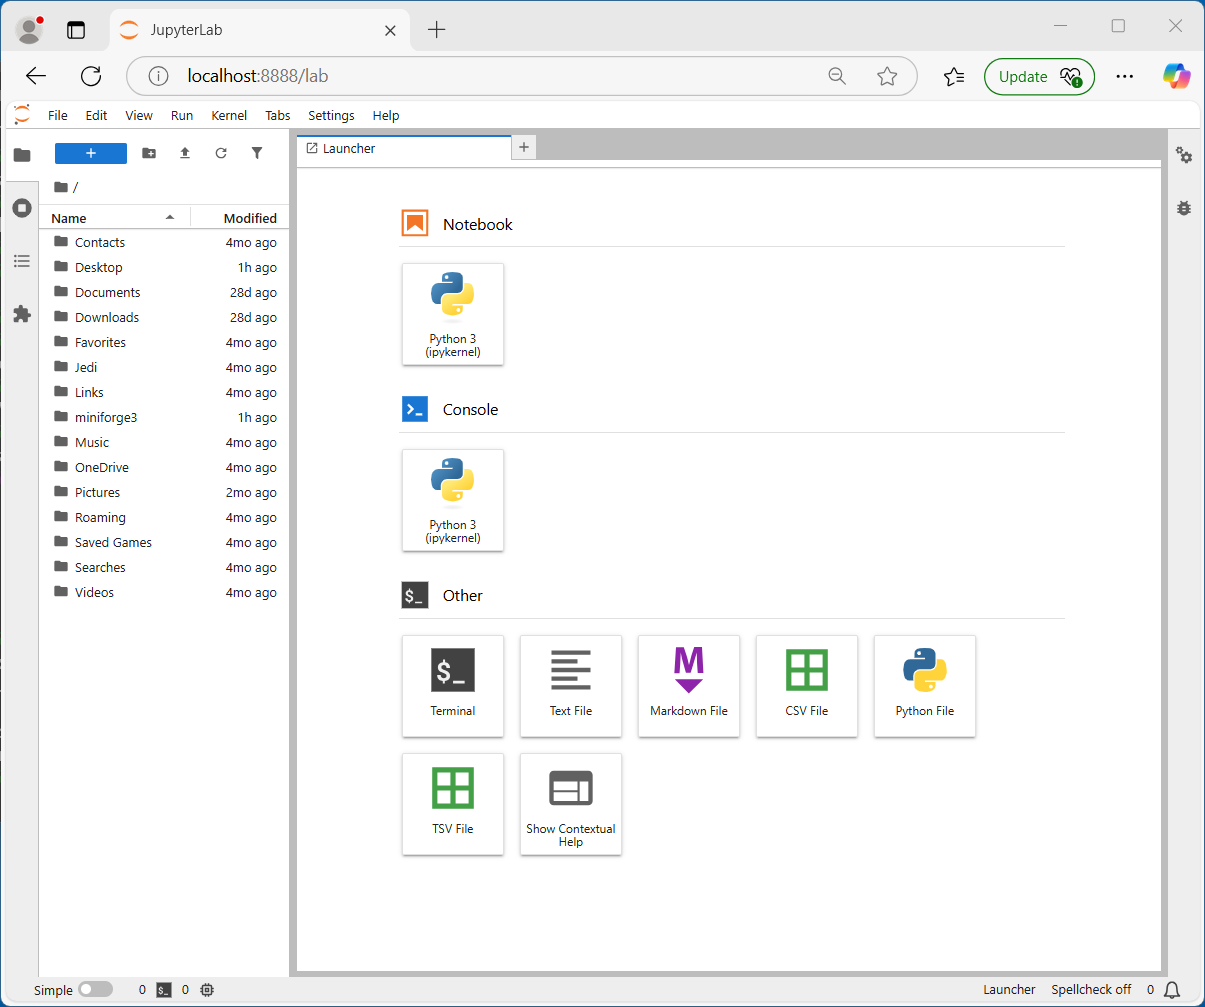 JupyterLab
localhost:8888/lab
Update
File Edit View Run Kernel Tabs Settings Help
Launcher
/
Name Modified
Contacts 4mo ago
Desktop 1h ago
Documents 28d ago
Downloads 28d ago
Favorites 4mo ago
Jedi 4mo ago
Links 4mo ago
miniforge3 1h ago
Music 4mo ago
OneDrive 4mo ago
Pictures 2mo ago
Roaming 4mo ago
Saved Games 4mo ago
Searches 4mo ago
Videos 4mo ago
Notebook
Python 3
(ipykernel)
Console
Python 3
(ipykernel)
$_ Other
$_
Terminal
Text File
M
Markdown File
CSV File
Python File
TSV File
Show Contextual
Help
Simple 0 $_ 0
Launcher Spellcheck off 0